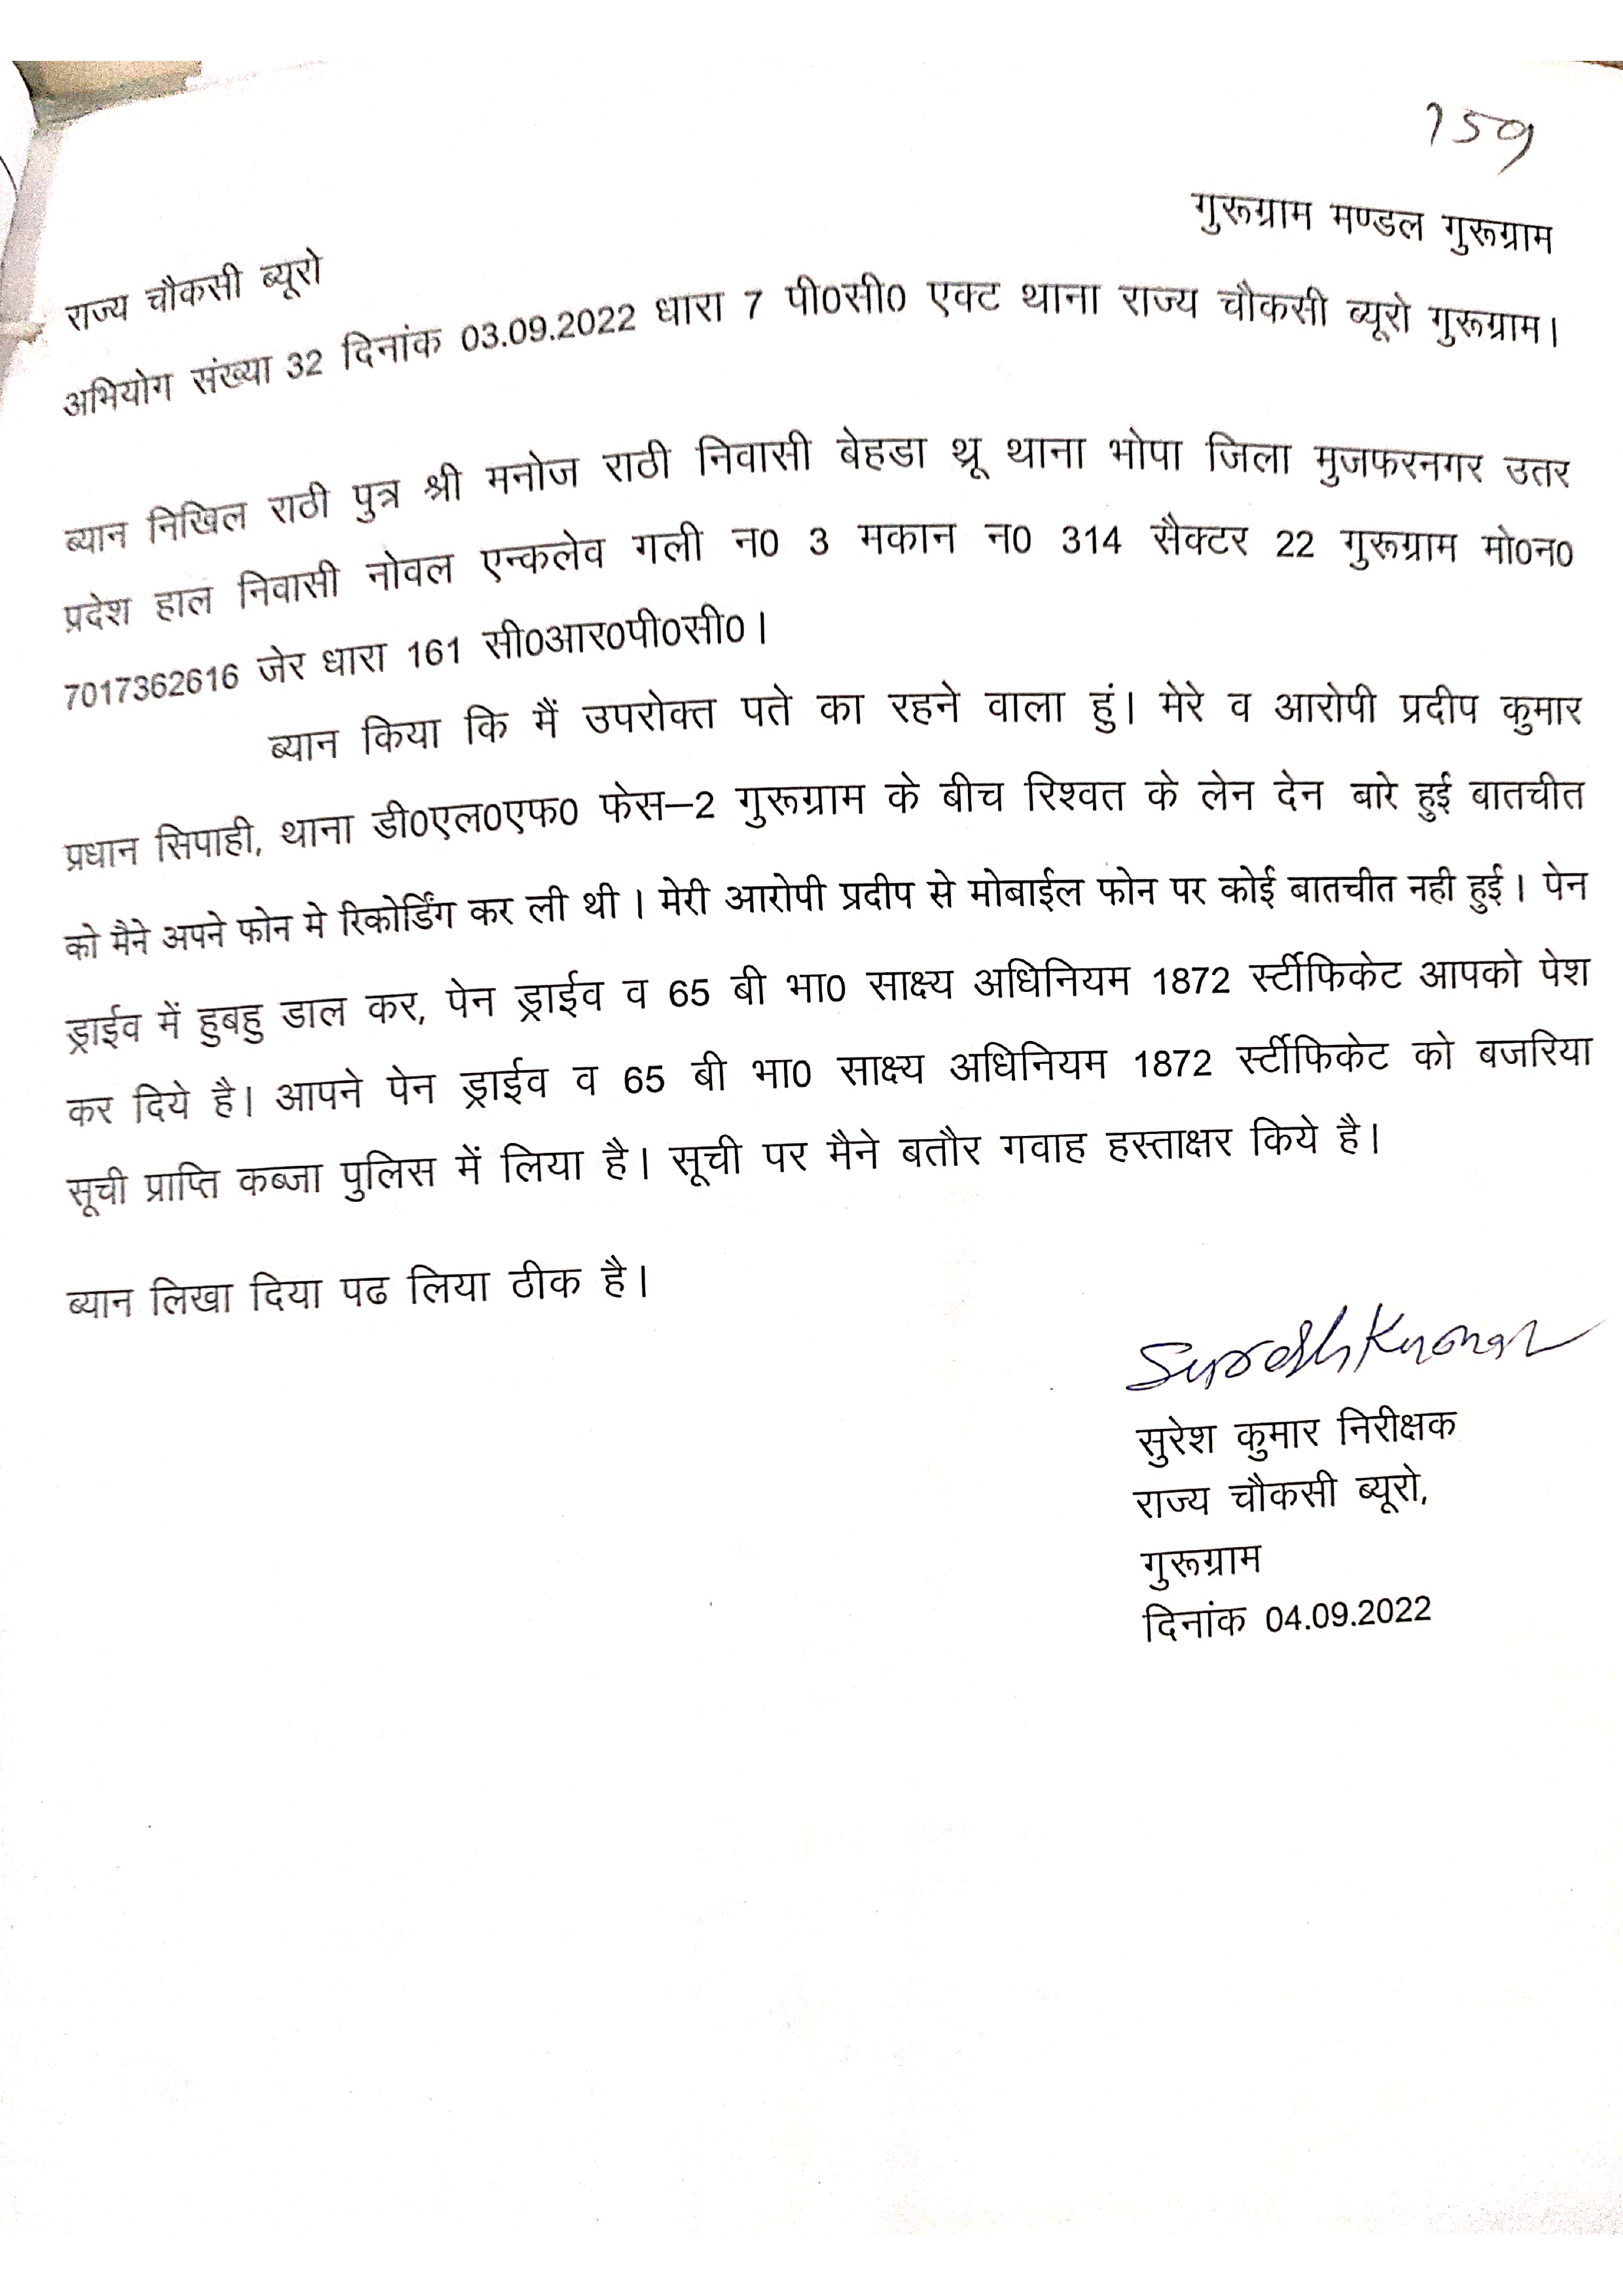 159
गुरूग्राम मण्डल गुरूग्राम
राज्य चौकसी ब्यूरो
अभियोग संख्या 32 दिनांक 03.09.2022 धारा 7 पी0सी0 एक्ट थाना राज्य चौकसी ब्यूरो गुरूग्राम।
ब्यान निखिल राठी पुत्र श्री मनोज राठी निवासी बेहडा थ्रू थाना भोपा जिला मुजफरनगर उतर
प्रदेश हाल निवासी नोवल एन्कलेव गली न0 3 मकान न0 314 सैक्टर 22 गुरूग्राम मो0न0
7017362616 जेर धारा 161 सी0आर0पी0सी0।
ब्यान किया कि मैं उपरोक्त पते का रहने वाला हुं। मेरे व आरोपी प्रदीप कुमार
प्रधान सिपाही, थाना डी0एल0एफ0 फेस–2 गुरूग्राम के बीच रिश्वत के लेन देन बारे हुई बातचीत
को मैने अपने फोन मे रिकोर्डिंग कर ली थी। मेरी आरोपी प्रदीप से मोबाईल फोन पर कोई बातचीत नही हुई। पेन
ड्राईव में हुबहु डाल कर, पेन ड्राईव व 65 बी भा0 साक्ष्य अधिनियम 1872 र्स्टीफिकेट आपको पेश
कर दिये है। आपने पेन ड्राईव व 65 बी भा0 साक्ष्य अधिनियम 1872 र्स्टीफिकेट को बजरिया
सूची प्राप्ति कब्जा पुलिस में लिया है। सूची पर मैने बतौर गवाह हस्ताक्षर किये है।
ब्यान लिखा दिया पढ लिया ठीक है।
Suresh Kumar
सुरेश कुमार निरीक्षक
राज्य चौकसी ब्यूरो,
गुरूग्राम
दिनांक 04.09.2022